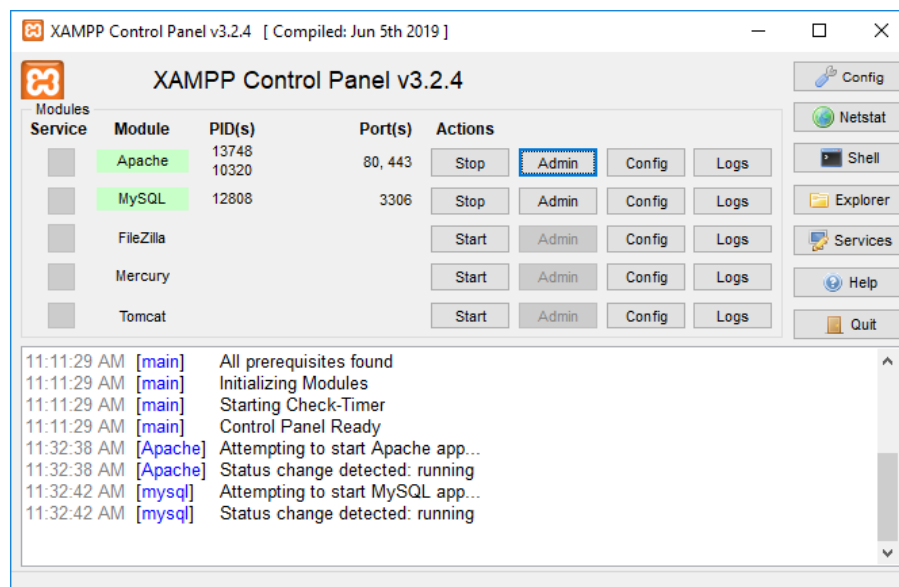 XAMPP Control Panel v3.2.4 [ Compiled: Jun 5th 2019 ]
XAMPP Control Panel v3.2.4
Config
Modules
Service Module PID(s) Port(s) Actions
Netstat
Apache 13748 10320 80, 443 Stop Admin Config Logs
Shell
MySQL 12808 3306 Stop Admin Config Logs
Explorer
FileZilla Start Admin Config Logs
Services
Mercury Start Admin Config Logs
Help
Tomcat Start Admin Config Logs
Quit
11:11:29 AM [main] All prerequisites found
11:11:29 AM [main] Initializing Modules
11:11:29 AM [main] Starting Check-Timer
11:11:29 AM [main] Control Panel Ready
11:32:38 AM [Apache] Attempting to start Apache app...
11:32:38 AM [Apache] Status change detected: running
11:32:42 AM [mysql] Attempting to start MySQL app...
11:32:42 AM [mysql] Status change detected: running